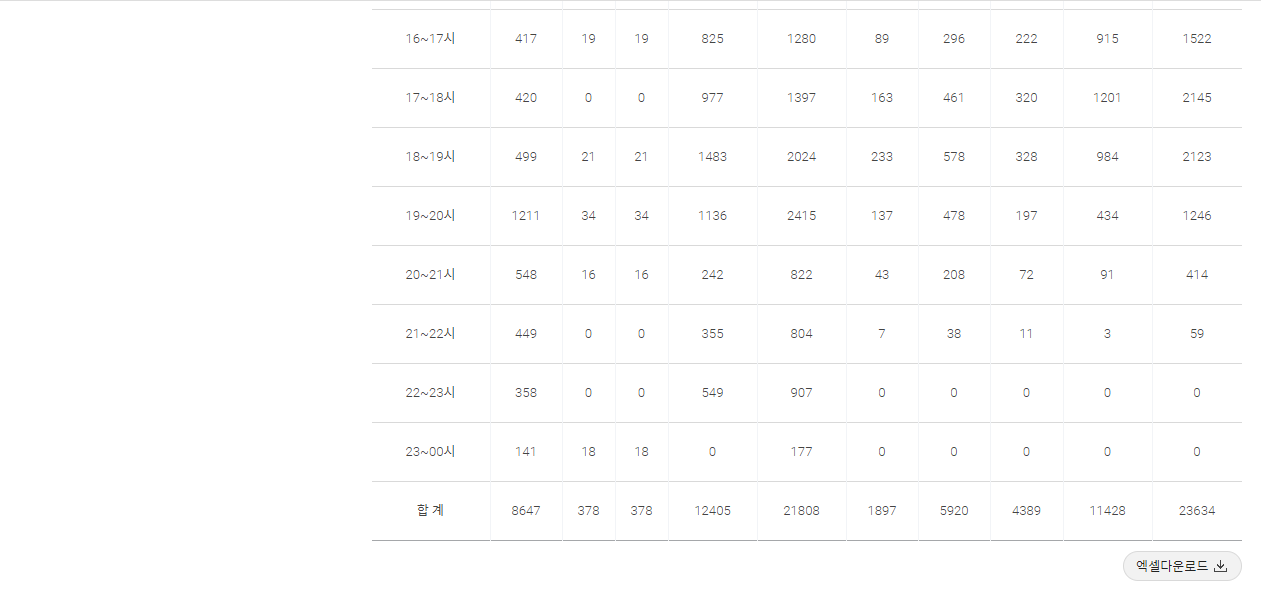 16~17시 417 19 19 825 1280 89 296 222 915 1522
17~18시 420 0 0 977 1397 163 461 320 1201 2145
18~19시 499 21 21 1483 2024 233 578 328 984 2123
19~20시 1211 34 34 1136 2415 137 478 197 434 1246
20~21시 548 16 16 242 822 43 208 72 91 414
21~22시 449 0 0 355 804 7 38 11 3 59
22~23시 358 0 0 549 907 0 0 0 0 0
23~00시 141 18 18 0 177 0 0 0 0 0
합 계 8647 378 378 12405 21808 1897 5920 4389 11428 23634
엑셀다운로드